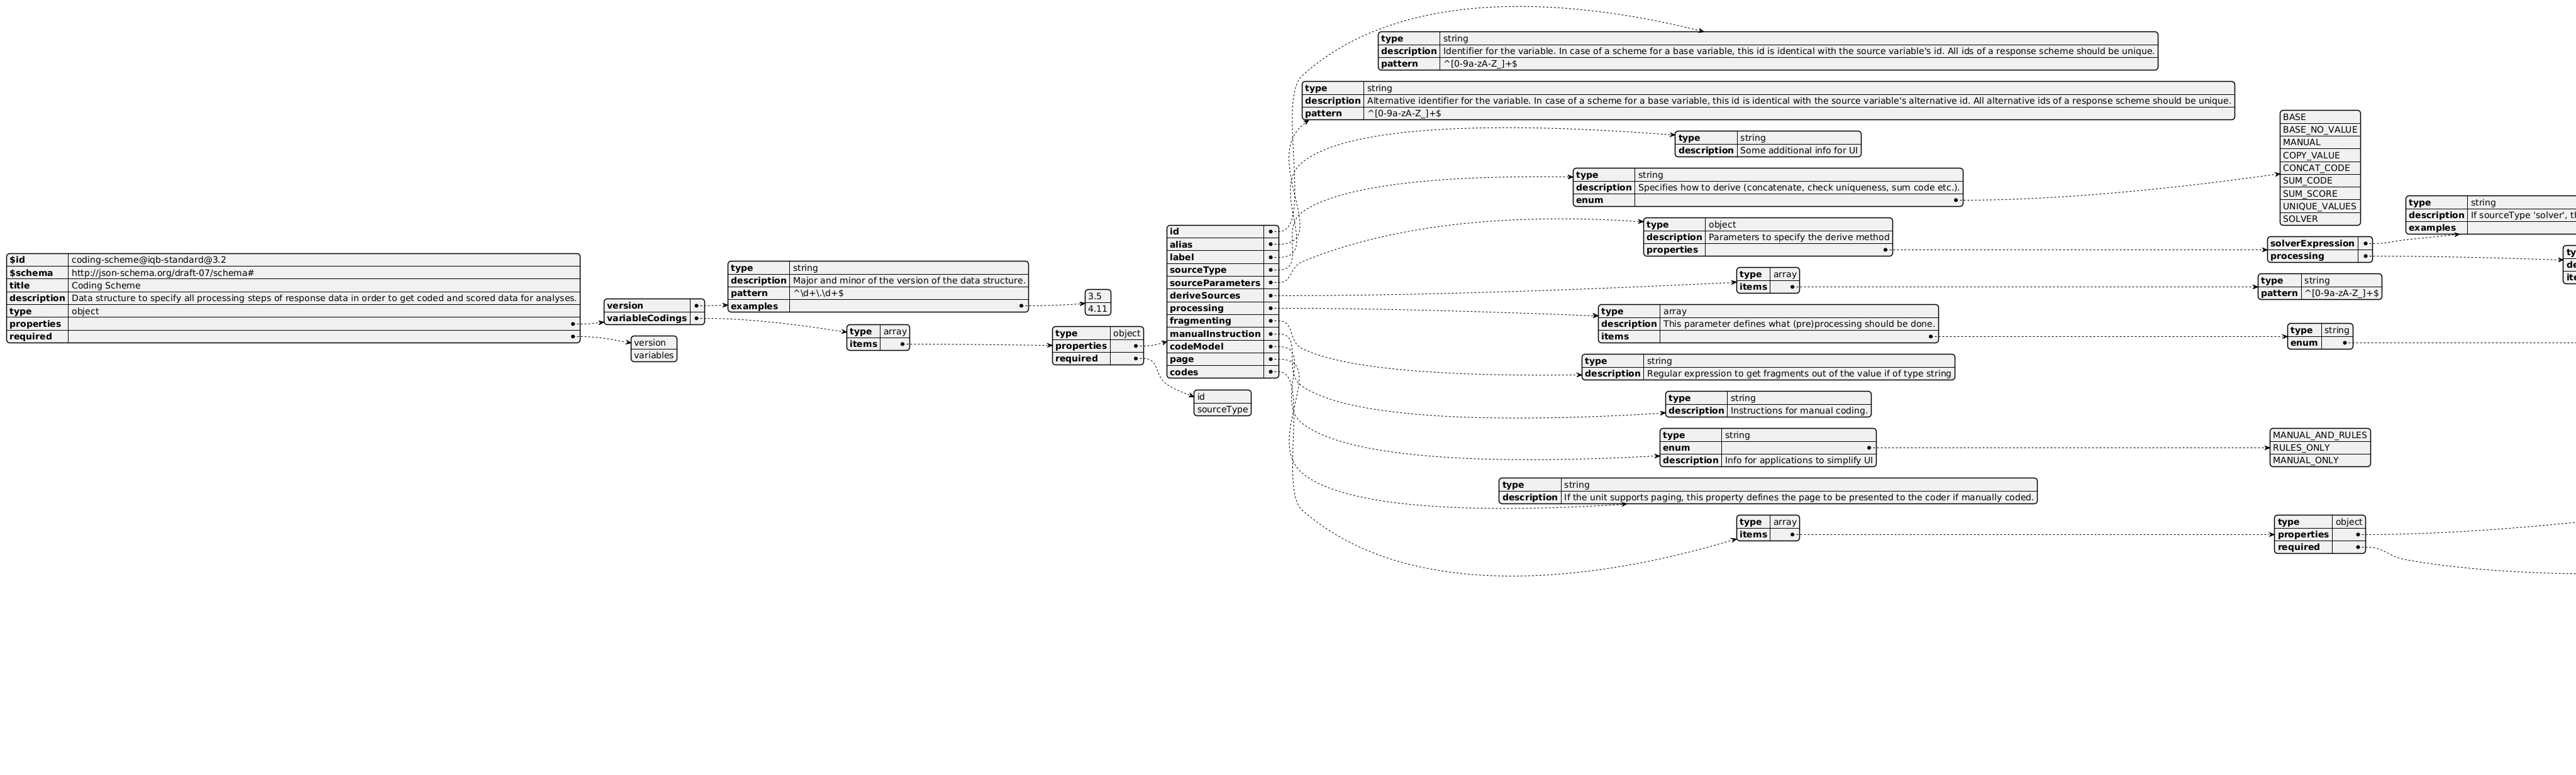 $id coding-scheme@iqb-standard@3.2
$schema http://json-schema.org/draft-07/schema#
title Coding Scheme
description Data structure to specify all processing steps of response data in order to get coded and scored data for analyses.
type object
properties
required
version
variableCodings
version
variables
type string
description Major and minor of the version of the data structure.
pattern ^\d+\.\d+$
examples
3.5
4.11
type array
items
type object
properties
required
id
alias
label
sourceType
sourceParameters
deriveSources
processing
fragmenting
manualInstruction
codeModel
page
codes
id
sourceType
type string
description Identifier for the variable. In case of a scheme for a base variable, this id is identical with the source variable's id. All ids of a response scheme should be unique.
pattern ^[0-9a-zA-Z_]+$
type string
description Alternative identifier for the variable. In case of a scheme for a base variable, this id is identical with the source variable's alternative id. All alternative ids of a response scheme should be unique.
pattern ^[0-9a-zA-Z_]+$
type string
description Some additional info for UI
type string
description Specifies how to derive (concatenate, check uniqueness, sum code etc.).
enum
BASE
BASE_NO_VALUE
MANUAL
COPY_VALUE
CONCAT_CODE
SUM_CODE
SUM_SCORE
UNIQUE_VALUES
SOLVER
type object
description Parameters to specify the derive method
properties
solverExpression
processing
type string
description If sourceType 'solver', th
examples
ty
de
ite
type array
items
type string
pattern ^[0-9a-zA-Z_]+$
type array
description This parameter defines what (pre)processing should be done.
items
type string
enum
type string
description Regular expression to get fragments out of the value if of type string
type string
description Instructions for manual coding.
type string
enum
description Info for applications to simplify UI
MANUAL_AND_RULES
RULES_ONLY
MANUAL_ONLY
type string
description If the unit supports paging, this property defines the page to be presented to the coder if manually coded.
type array
items
type object
properties
required